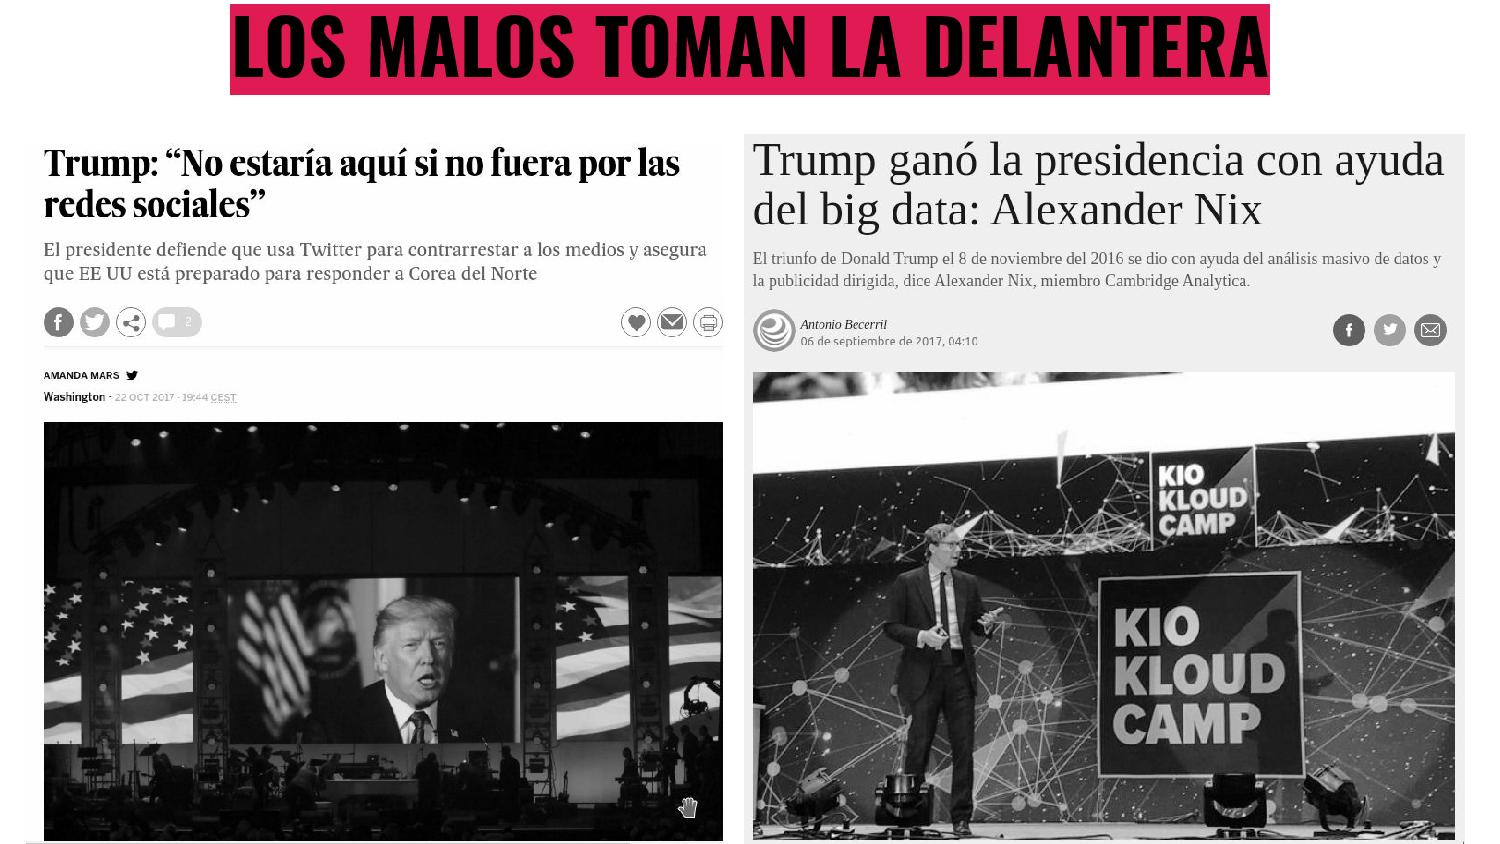 LOS MALOS TOMAN LA DELANTERA
Trump: “No estaría aquí si no fuera por las
redes sociales”
El presidente defiende que usa Twitter para contrarrestar a los medios y asegura
que EE UU está preparado para responder a Corea del Norte
2
AMANDA MARS
Washington - 22 OCT 2017 - 19:44 CEST
Trump ganó la presidencia con ayuda
del big data: Alexander Nix
El triunfo de Donald Trump el 8 de noviembre del 2016 se dio con ayuda del análisis masivo de datos y
la publicidad dirigida, dice Alexander Nix, miembro Cambridge Analytica.
Antonio Becerril
06 de septiembre de 2017, 04:10
KIO
KLOUD
CAMP
KIO
KLOUD
CAMP